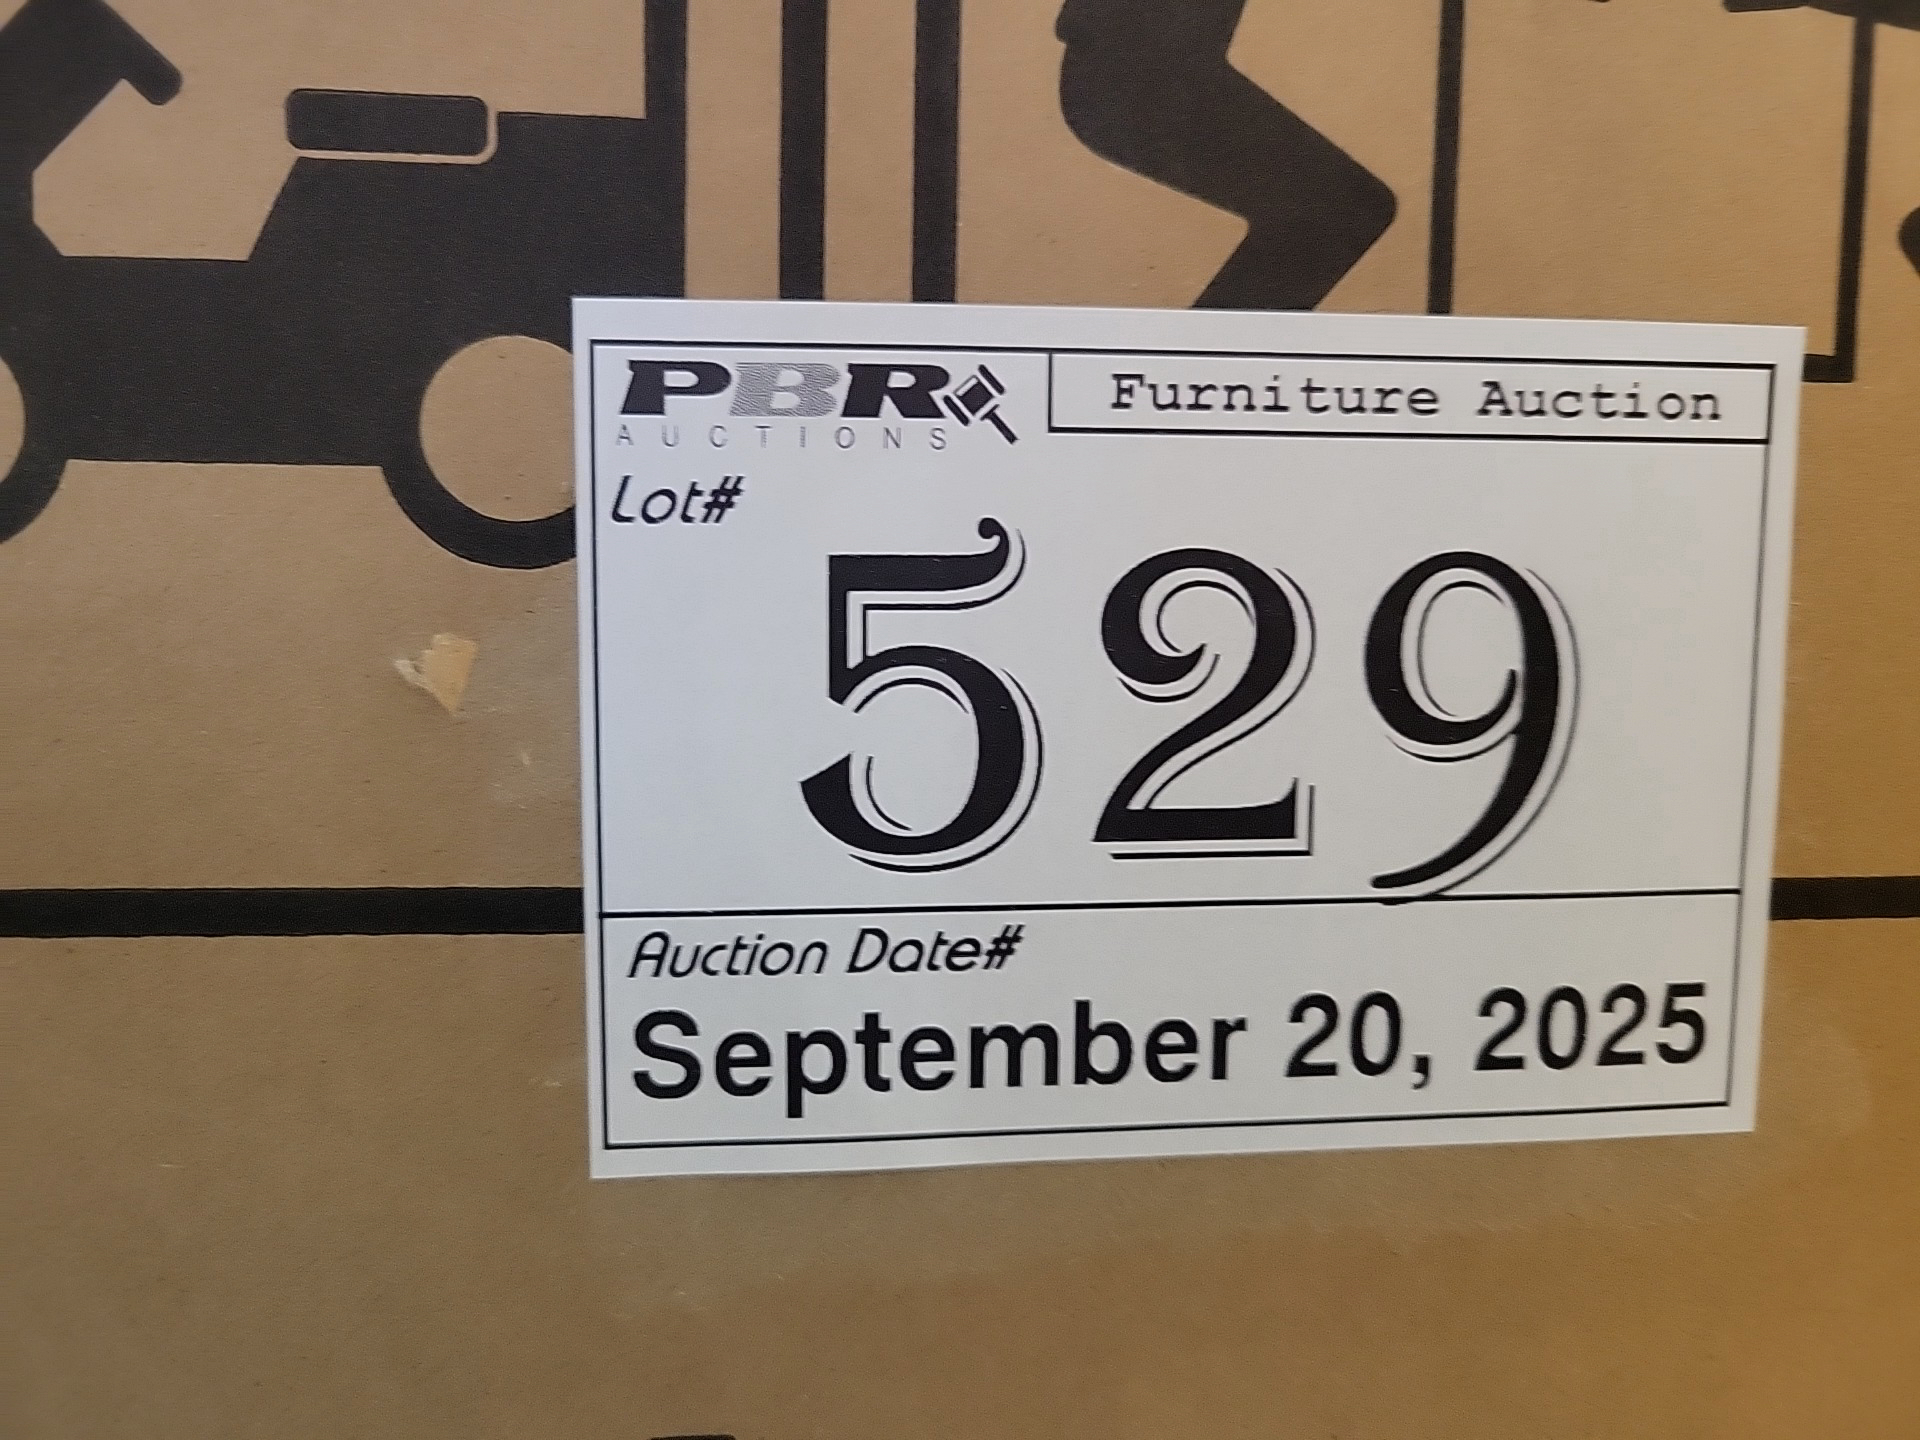 PBR
AUCTIONS
Furniture Auction
Lot#
529
Auction Date#
September 20, 2025